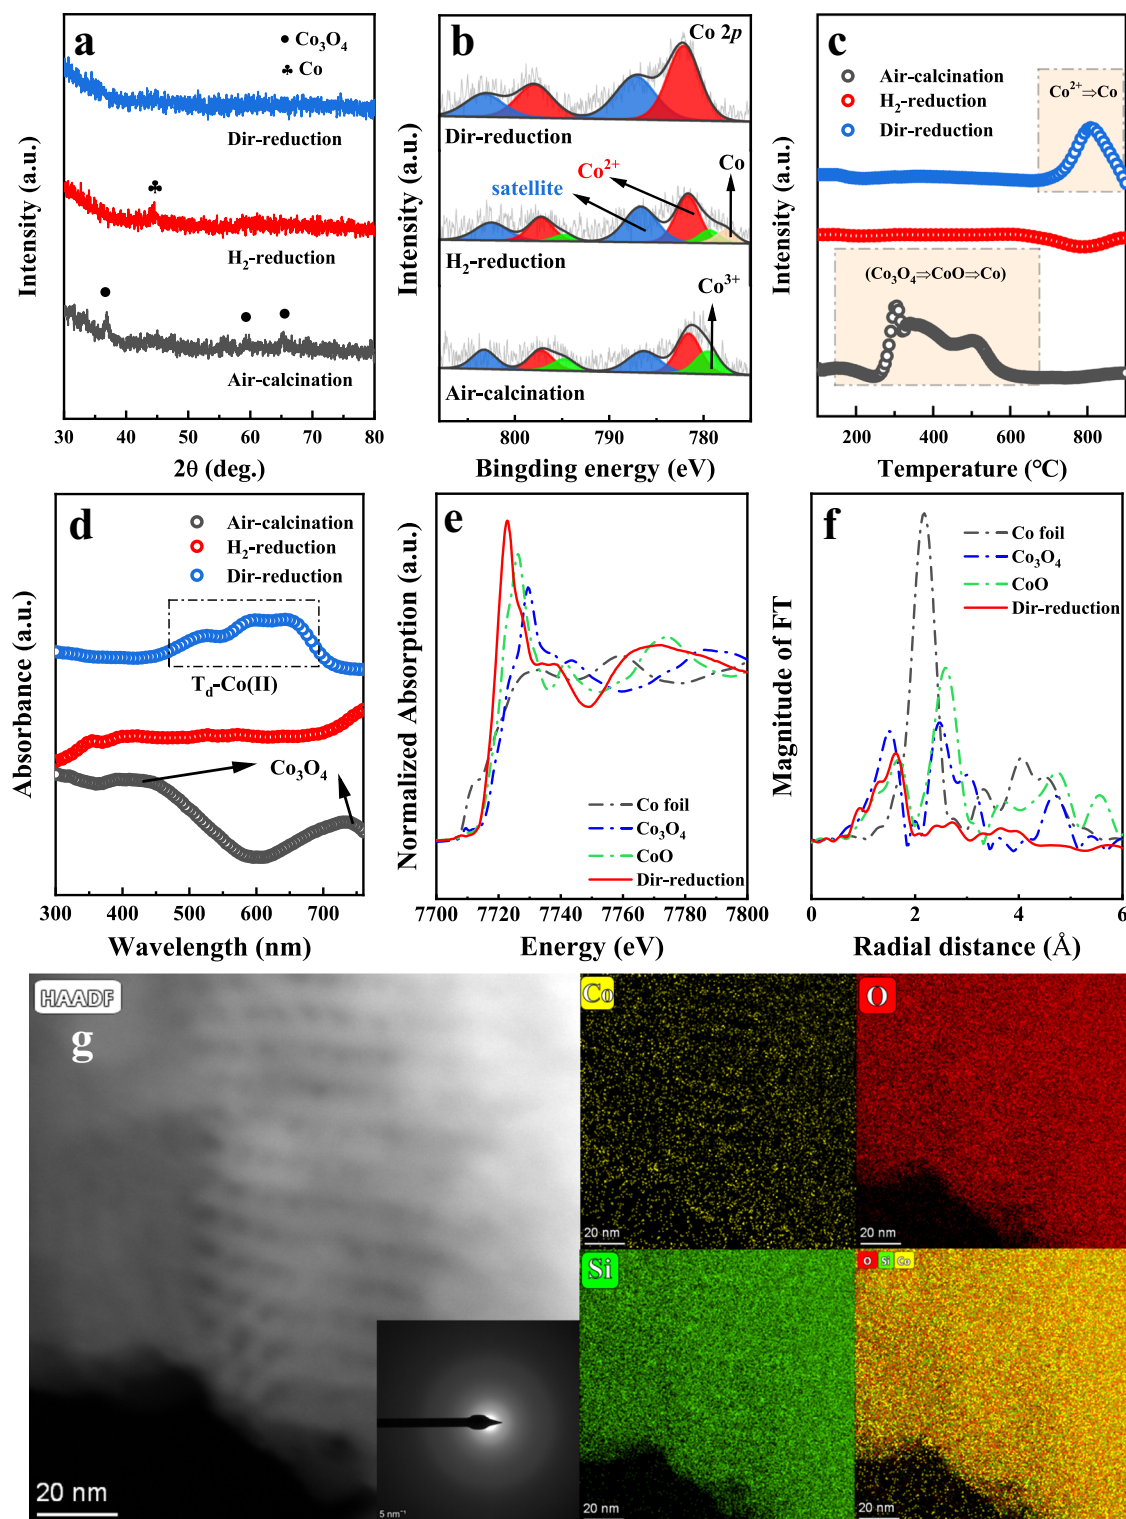 a
● Co₃O₄
♣ Co
Dir-reduction
♣
H₂-reduction
Air-calcination
Intensity (a.u.)
30 40 50 60 70 80
2θ (deg.)
b
Co 2p
Dir-reduction
Co²⁺
Co
satellite
H₂-reduction
Co³⁺
Air-calcination
Intensity (a.u.)
800 790 780
Bingding energy (eV)
c
Air-calcination
H₂-reduction
Dir-reduction
Co²⁺⇒Co
(Co₃O₄⇒CoO⇒Co)
Intensity (a.u.)
200 400 600 800
Temperature (℃)
d
Air-calcination
H₂-reduction
Dir-reduction
T_d-Co(II)
Co₃O₄
Absorbance (a.u.)
300 400 500 600 700
Wavelength (nm)
e
Co foil
Co₃O₄
CoO
Dir-reduction
Normalized Absorption (a.u.)
7700 7720 7740 7760 7780 7800
Energy (eV)
f
Co foil
Co₃O₄
CoO
Dir-reduction
Magnitude of FT
0 2 4 6
Radial distance (Å)
HAADF
g
20 nm
5 nm⁻¹
Co
20 nm
O
20 nm
Si
20 nm
O Si Co
20 nm